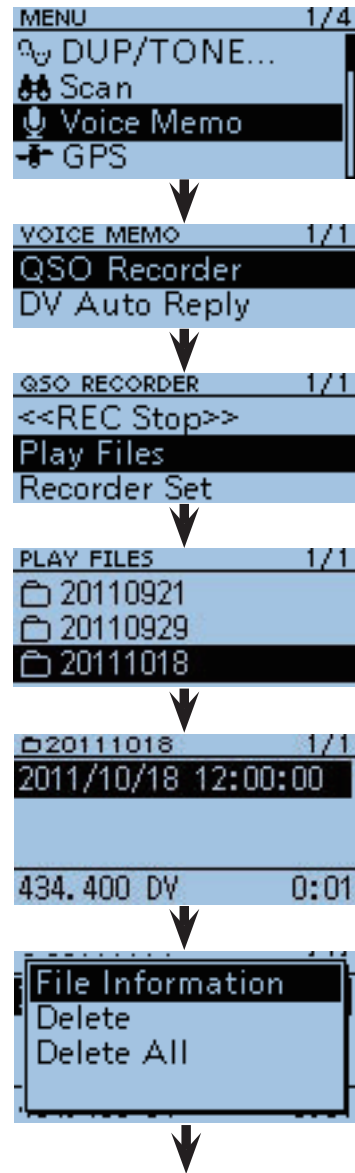 MENU 1/4
DUP/TONE...
Scan
Voice Memo
GPS
VOICE MEMO 1/1
QSO Recorder
DV Auto Reply
QSO RECORDER 1/1
<<REC Stop>>
Play Files
Recorder Set
PLAY FILES 1/1
20110921
20110929
20111018
20111018 1/1
2011/10/18 12:00:00
434.400 DV 0:01
File Information
Delete
Delete All